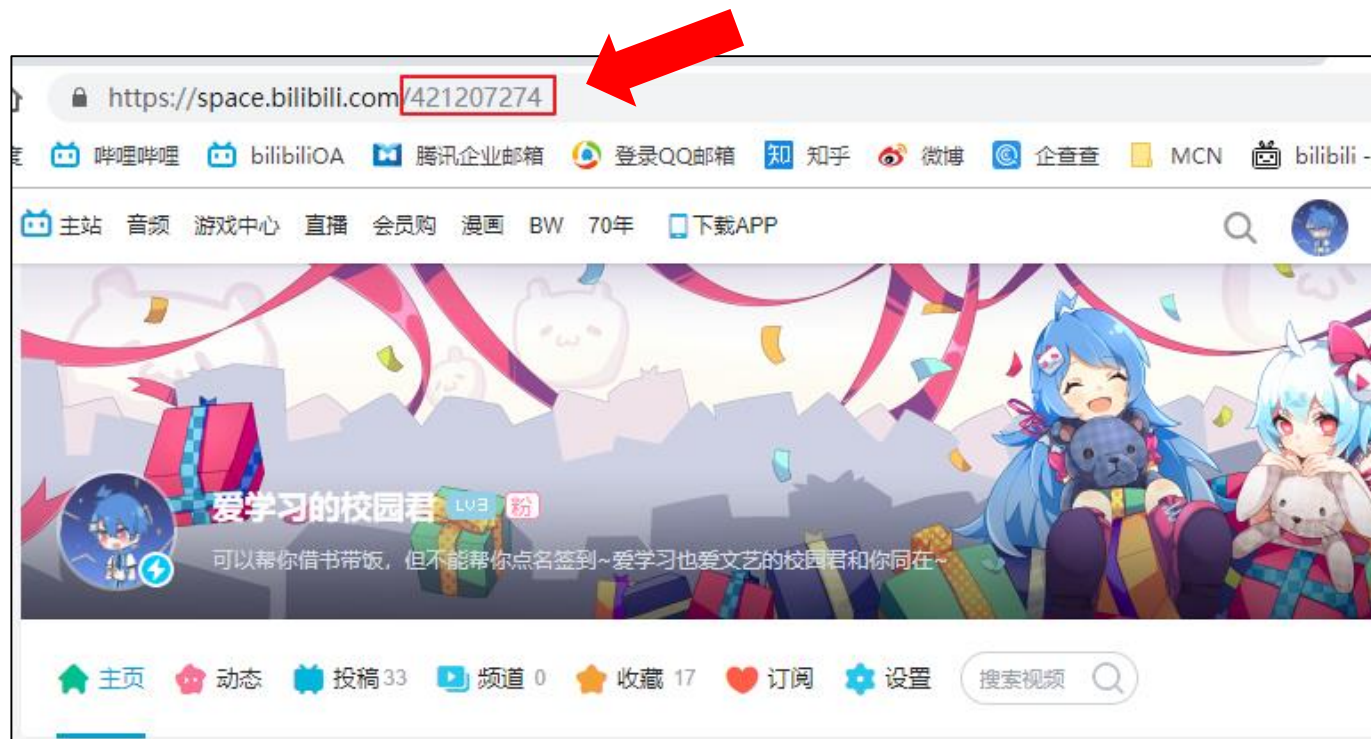 https://space.bilibili.com/421207274
哔哩哔哩 bilibiliOA 腾讯企业邮箱 登录QQ邮箱 知 知乎 微博 企查查 MCN bilibili -
主站 音频 游戏中心 直播 会员购 漫画 BW 70年 下载APP
爱学习的校园君 LV3 粉
可以帮你借书带饭，但不能帮你点名签到~爱学习也爱文艺的校园君和你同在~
主页 动态 投稿 33 频道 0 收藏 17 订阅 设置 搜索视频